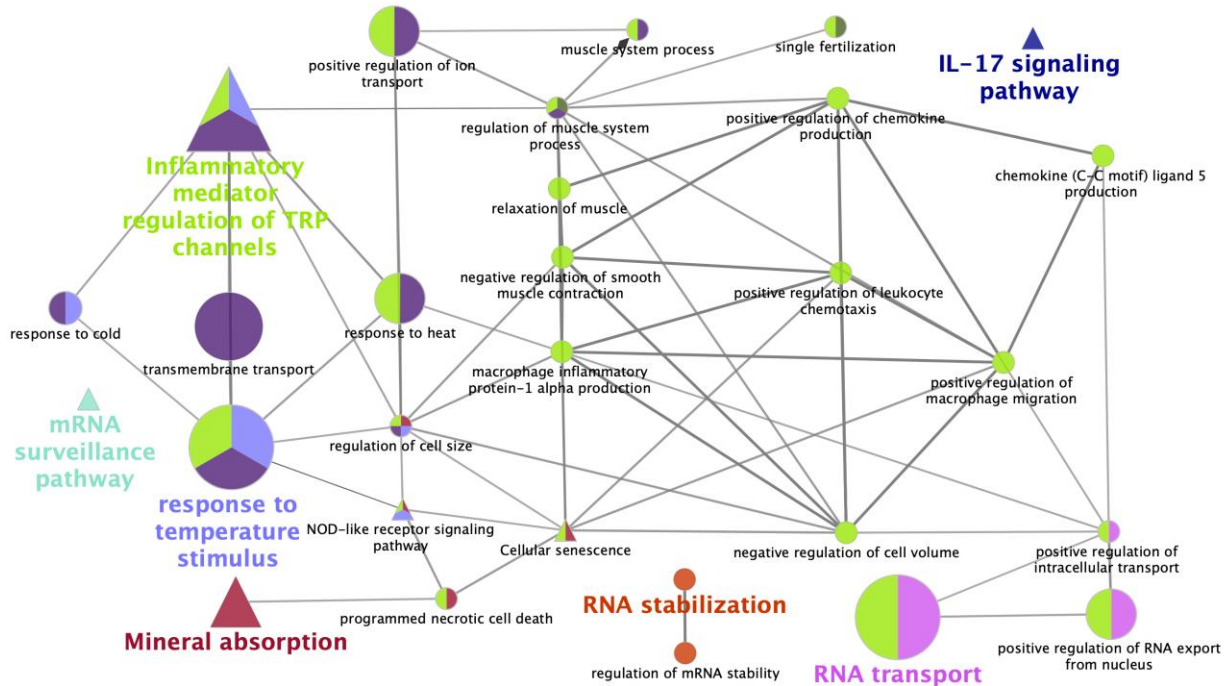 positive regulation of ion
transport
muscle system process
single fertilization
IL-17 signaling
pathway
regulation of muscle system
process
positive regulation of chemokine
production
Inflammatory
mediator
regulation of TRP
channels
chemokine (C-C motif) ligand 5
production
relaxation of muscle
negative regulation of smooth
muscle contraction
positive regulation of leukocyte
chemotaxis
response to cold
transmembrane transport
response to heat
macrophage inflammatory
protein-1 alpha production
positive regulation of
macrophage migration
mRNA
surveillance
pathway
regulation of cell size
response to
temperature
stimulus
NOD-like receptor signaling
pathway
Cellular senescence
negative regulation of cell volume
positive regulation of
intracellular transport
Mineral absorption
programmed necrotic cell death
RNA stabilization
regulation of mRNA stability
RNA transport
positive regulation of RNA export
from nucleus